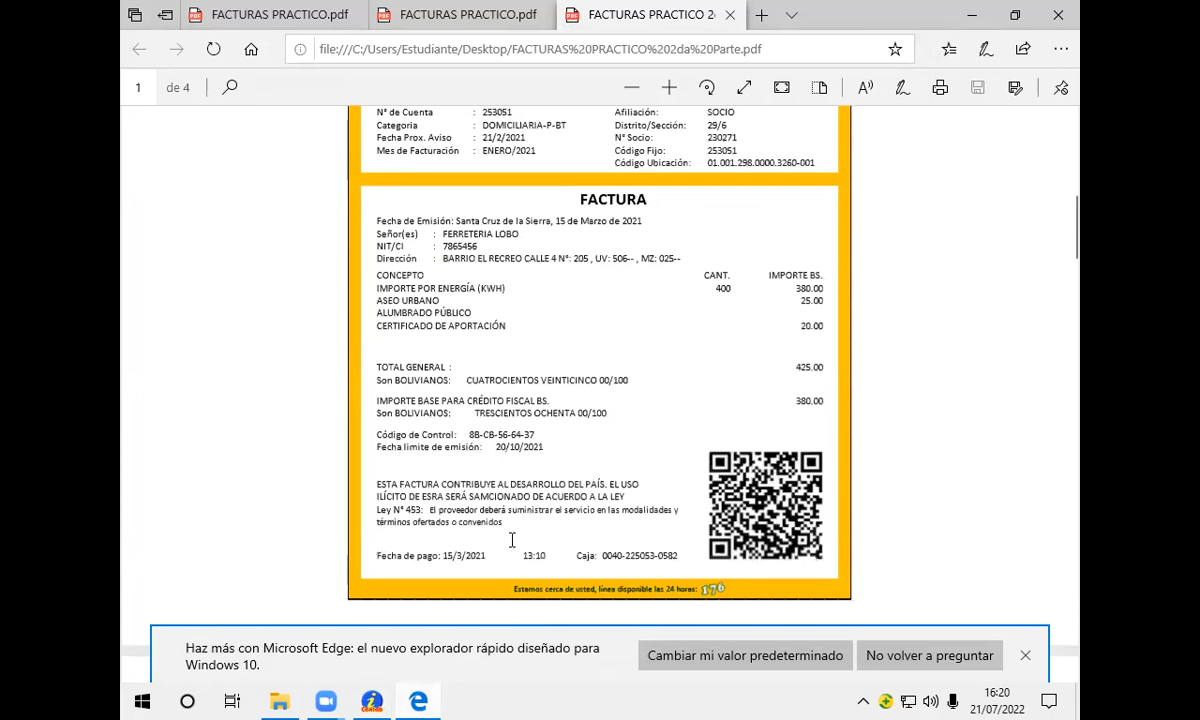 FACTURAS PRACTICO.pdf
FACTURAS PRACTICO.pdf
FACTURAS PRACTICO 2
file:///C:/Users/Estudiante/Desktop/FACTURAS%20PRACTICO%202da%20Parte.pdf
1 de 4
N° de Cuenta : 253051 Afiliación: SOCIO
Categoria : DOMICILIARIA-P-BT Distrito/Sección: 29/6
Fecha Prox. Aviso : 21/2/2021 N° Socio: 230271
Mes de Facturación : ENERO/2021 Código Fijo: 253051
Código Ubicación: 01.001.298.0000.3260-001
FACTURA
Fecha de Emisión: Santa Cruz de la Sierra, 15 de Marzo de 2021
Señor(es) : FERRETERIA LOBO
NIT/CI : 7865456
Dirección : BARRIO EL RECREO CALLE 4 N°: 205 , UV: 506-- , MZ: 025--
CONCEPTO CANT. IMPORTE BS.
IMPORTE POR ENERGÍA (KWH) 400 380.00
ASEO URBANO 25.00
ALUMBRADO PÚBLICO
CERTIFICADO DE APORTACIÓN 20.00
TOTAL GENERAL : 425.00
Son BOLIVIANOS: CUATROCIENTOS VEINTICINCO 00/100
IMPORTE BASE PARA CRÉDITO FISCAL BS. 380.00
Son BOLIVIANOS: TRESCIENTOS OCHENTA 00/100
Código de Control: 8B-CB-56-64-37
Fecha limite de emisión: 20/10/2021
ESTA FACTURA CONTRIBUYE AL DESARROLLO DEL PAÍS. EL USO
ILÍCITO DE ESRA SERÁ SAMCIONADO DE ACUERDO A LA LEY
Ley N° 453: El proveedor deberá suministrar el servicio en las modalidades y
términos ofertados o convenidos
Fecha de pago: 15/3/2021 13:10 Caja: 0040-225053-0582
Estamos cerca de usted, línea disponible las 24 horas: 176
Haz más con Microsoft Edge: el nuevo explorador rápido diseñado para
Windows 10.
Cambiar mi valor predeterminado
No volver a preguntar
16:20
21/07/2022